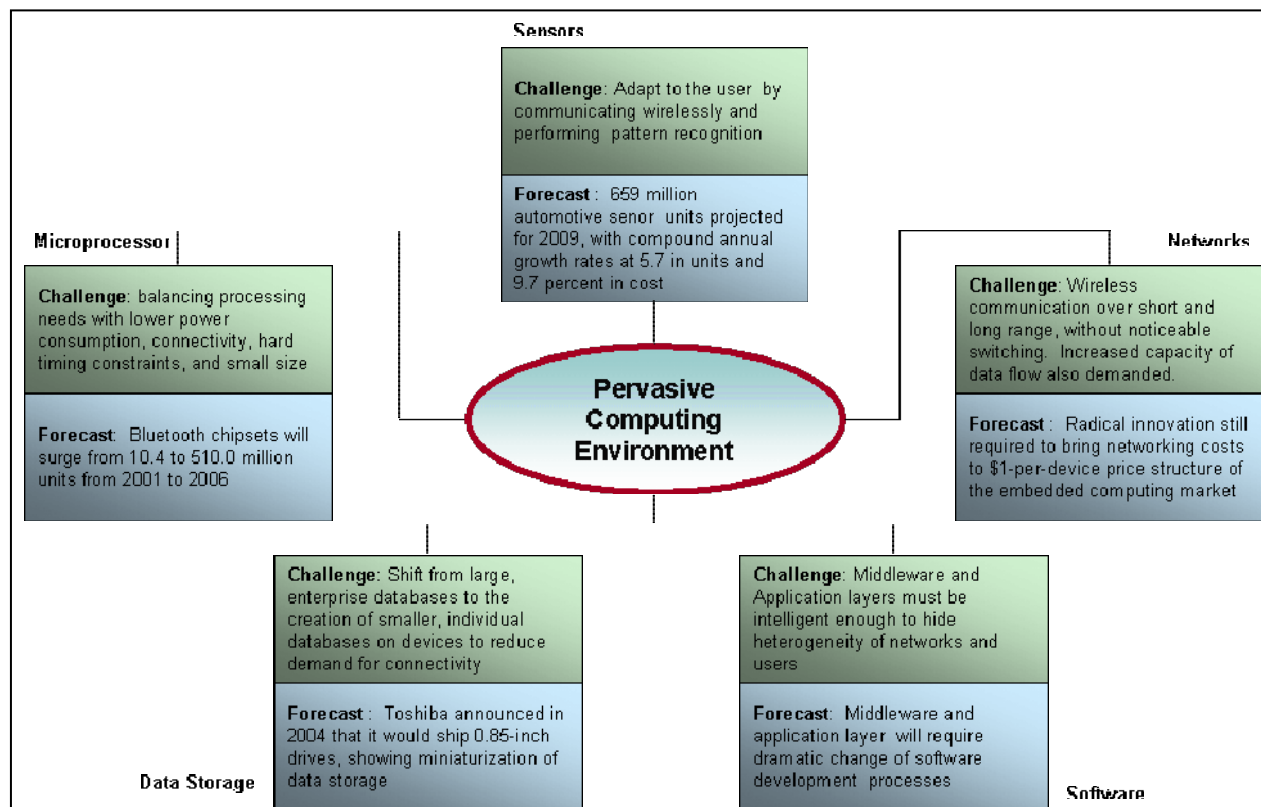 Sensors
Challenge: Adapt to the user by
communicating wirelessly and
performing pattern recognition
Forecast : 659 million
automotive senor units projected
for 2009, with compound annual
growth rates at 5.7 in units and
9.7 percent in cost
Microprocessor
Challenge: balancing processing
needs with lower power
consumption, connectivity, hard
timing constraints, and small size
Forecast: Bluetooth chipsets will
surge from 10.4 to 510.0 million
units from 2001 to 2006
Networks
Challenge: Wireless
communication over short and
long range, without noticeable
switching. Increased capacity of
data flow also demanded.
Forecast : Radical innovation still
required to bring networking costs
to $1-per-device price structure of
the embedded computing market
Pervasive
Computing
Environment
Challenge: Shift from large,
enterprise databases to the
creation of smaller, individual
databases on devices to reduce
demand for connectivity
Forecast : Toshiba announced in
2004 that it would ship 0.85-inch
drives, showing miniaturization of
data storage
Data Storage
Challenge: Middleware and
Application layers must be
intelligent enough to hide
heterogeneity of networks and
users
Forecast: Middleware and
application layer will require
dramatic change of software
development processes
Software